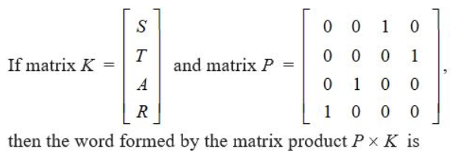 If matrix K = [S T A R] and matrix P = [0 0 1 0
0 0 0 1
0 1 0 0
1 0 0 0],
then the word formed by the matrix product P × K is